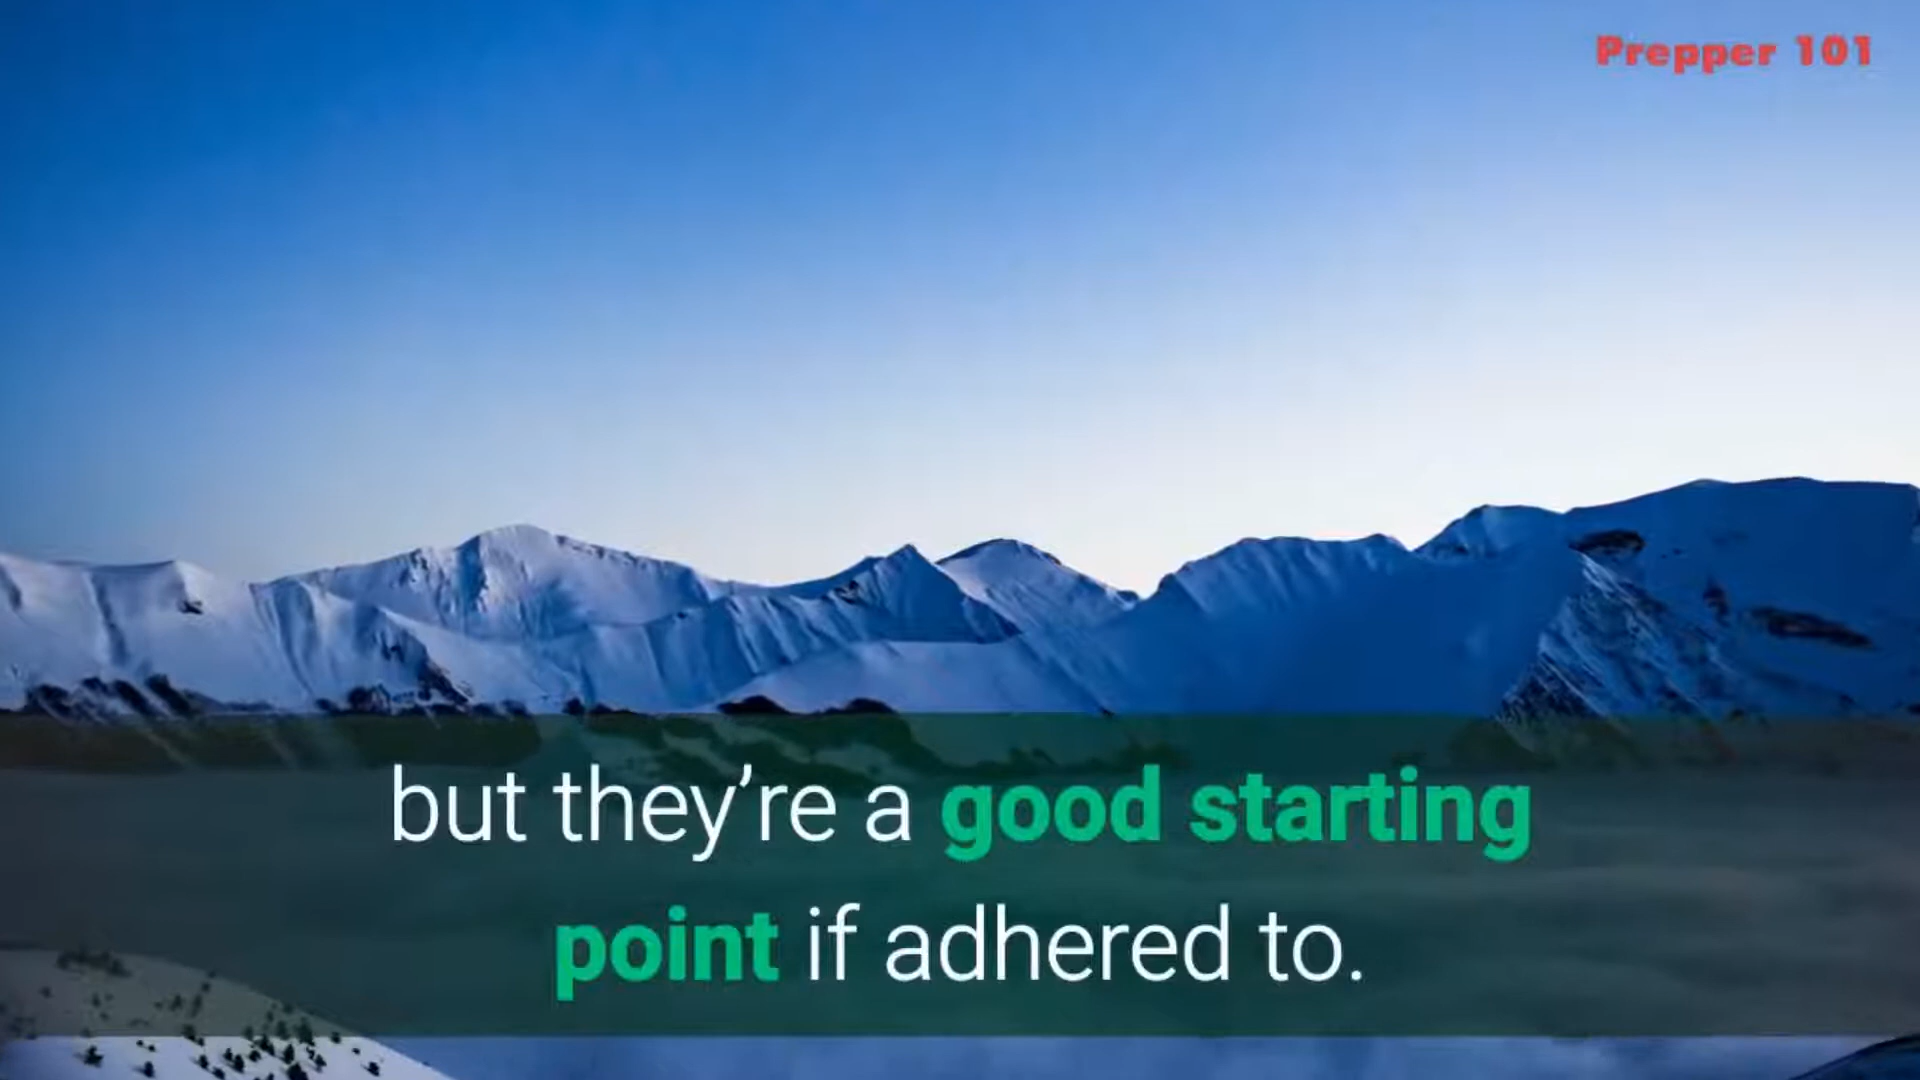 Prepper 101
but they’re a good starting
point if adhered to.